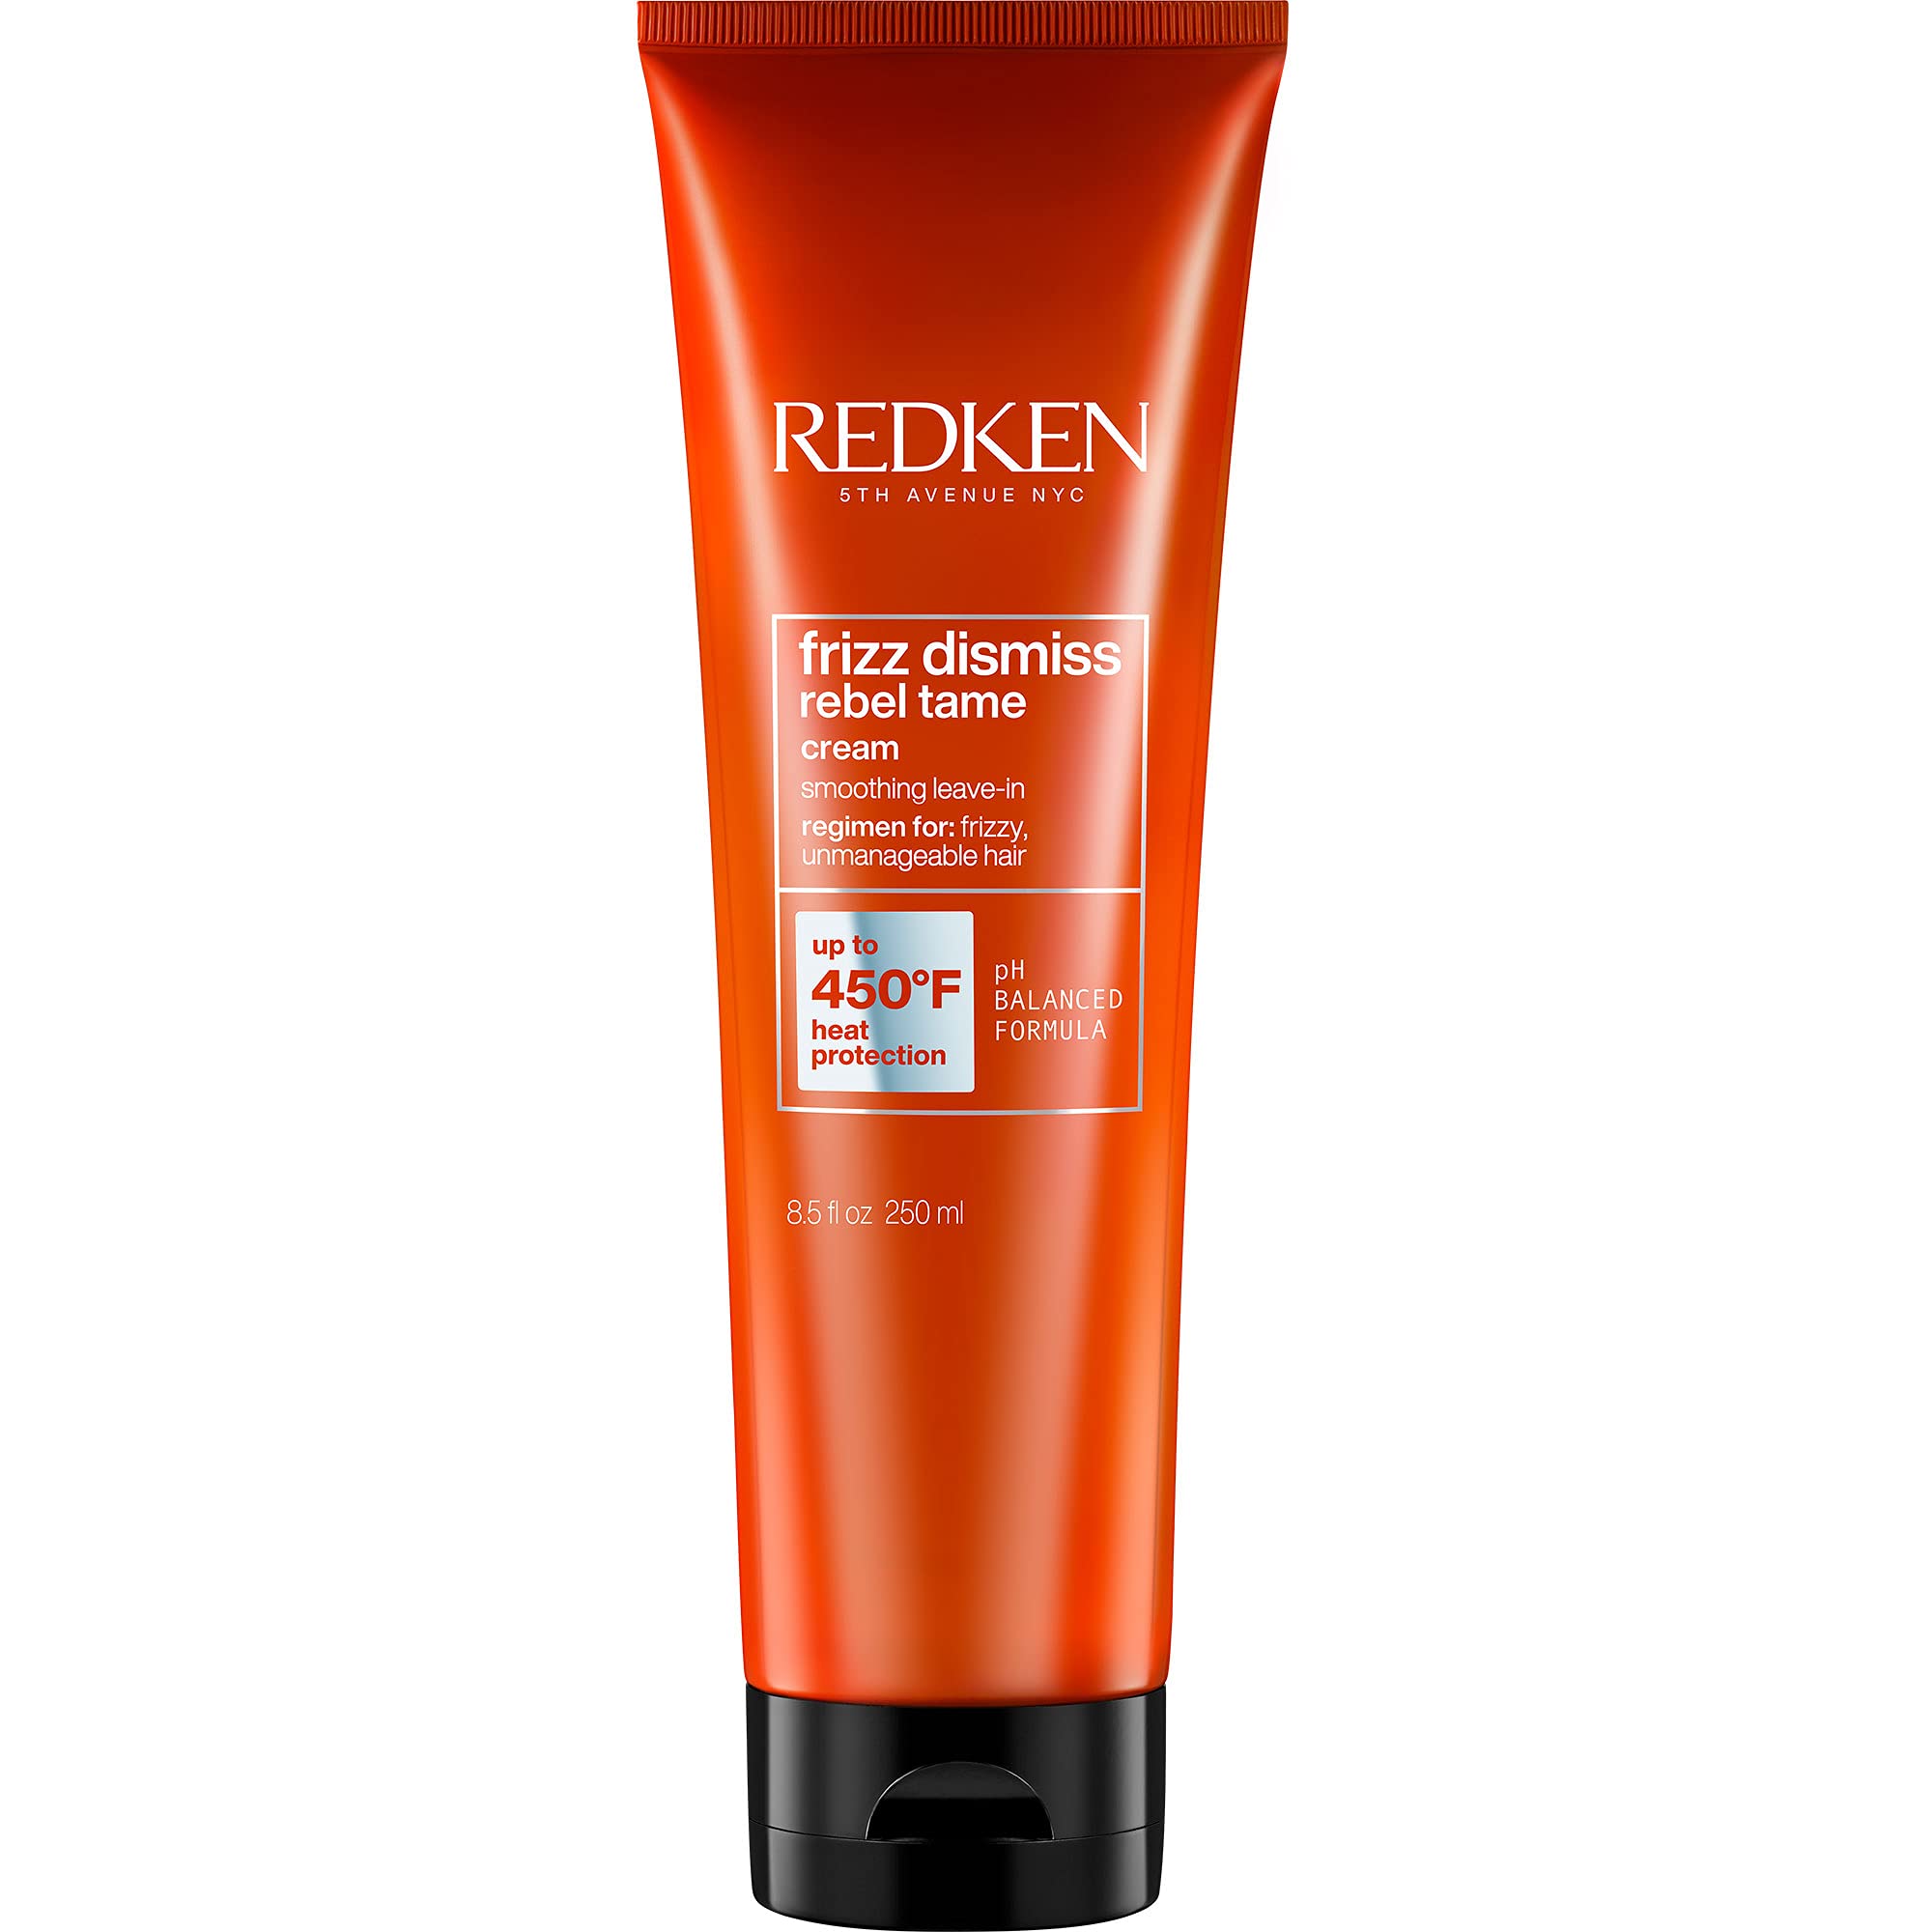 REDKEN
5TH AVENUE NYC
frizz dismiss
rebel tame
cream
smoothing leave-in
regimen for: frizzy,
unmanageable hair
up to
450°F
heat
protection
pH
BALANCED
FORMULA
8.5 fl oz 250 ml